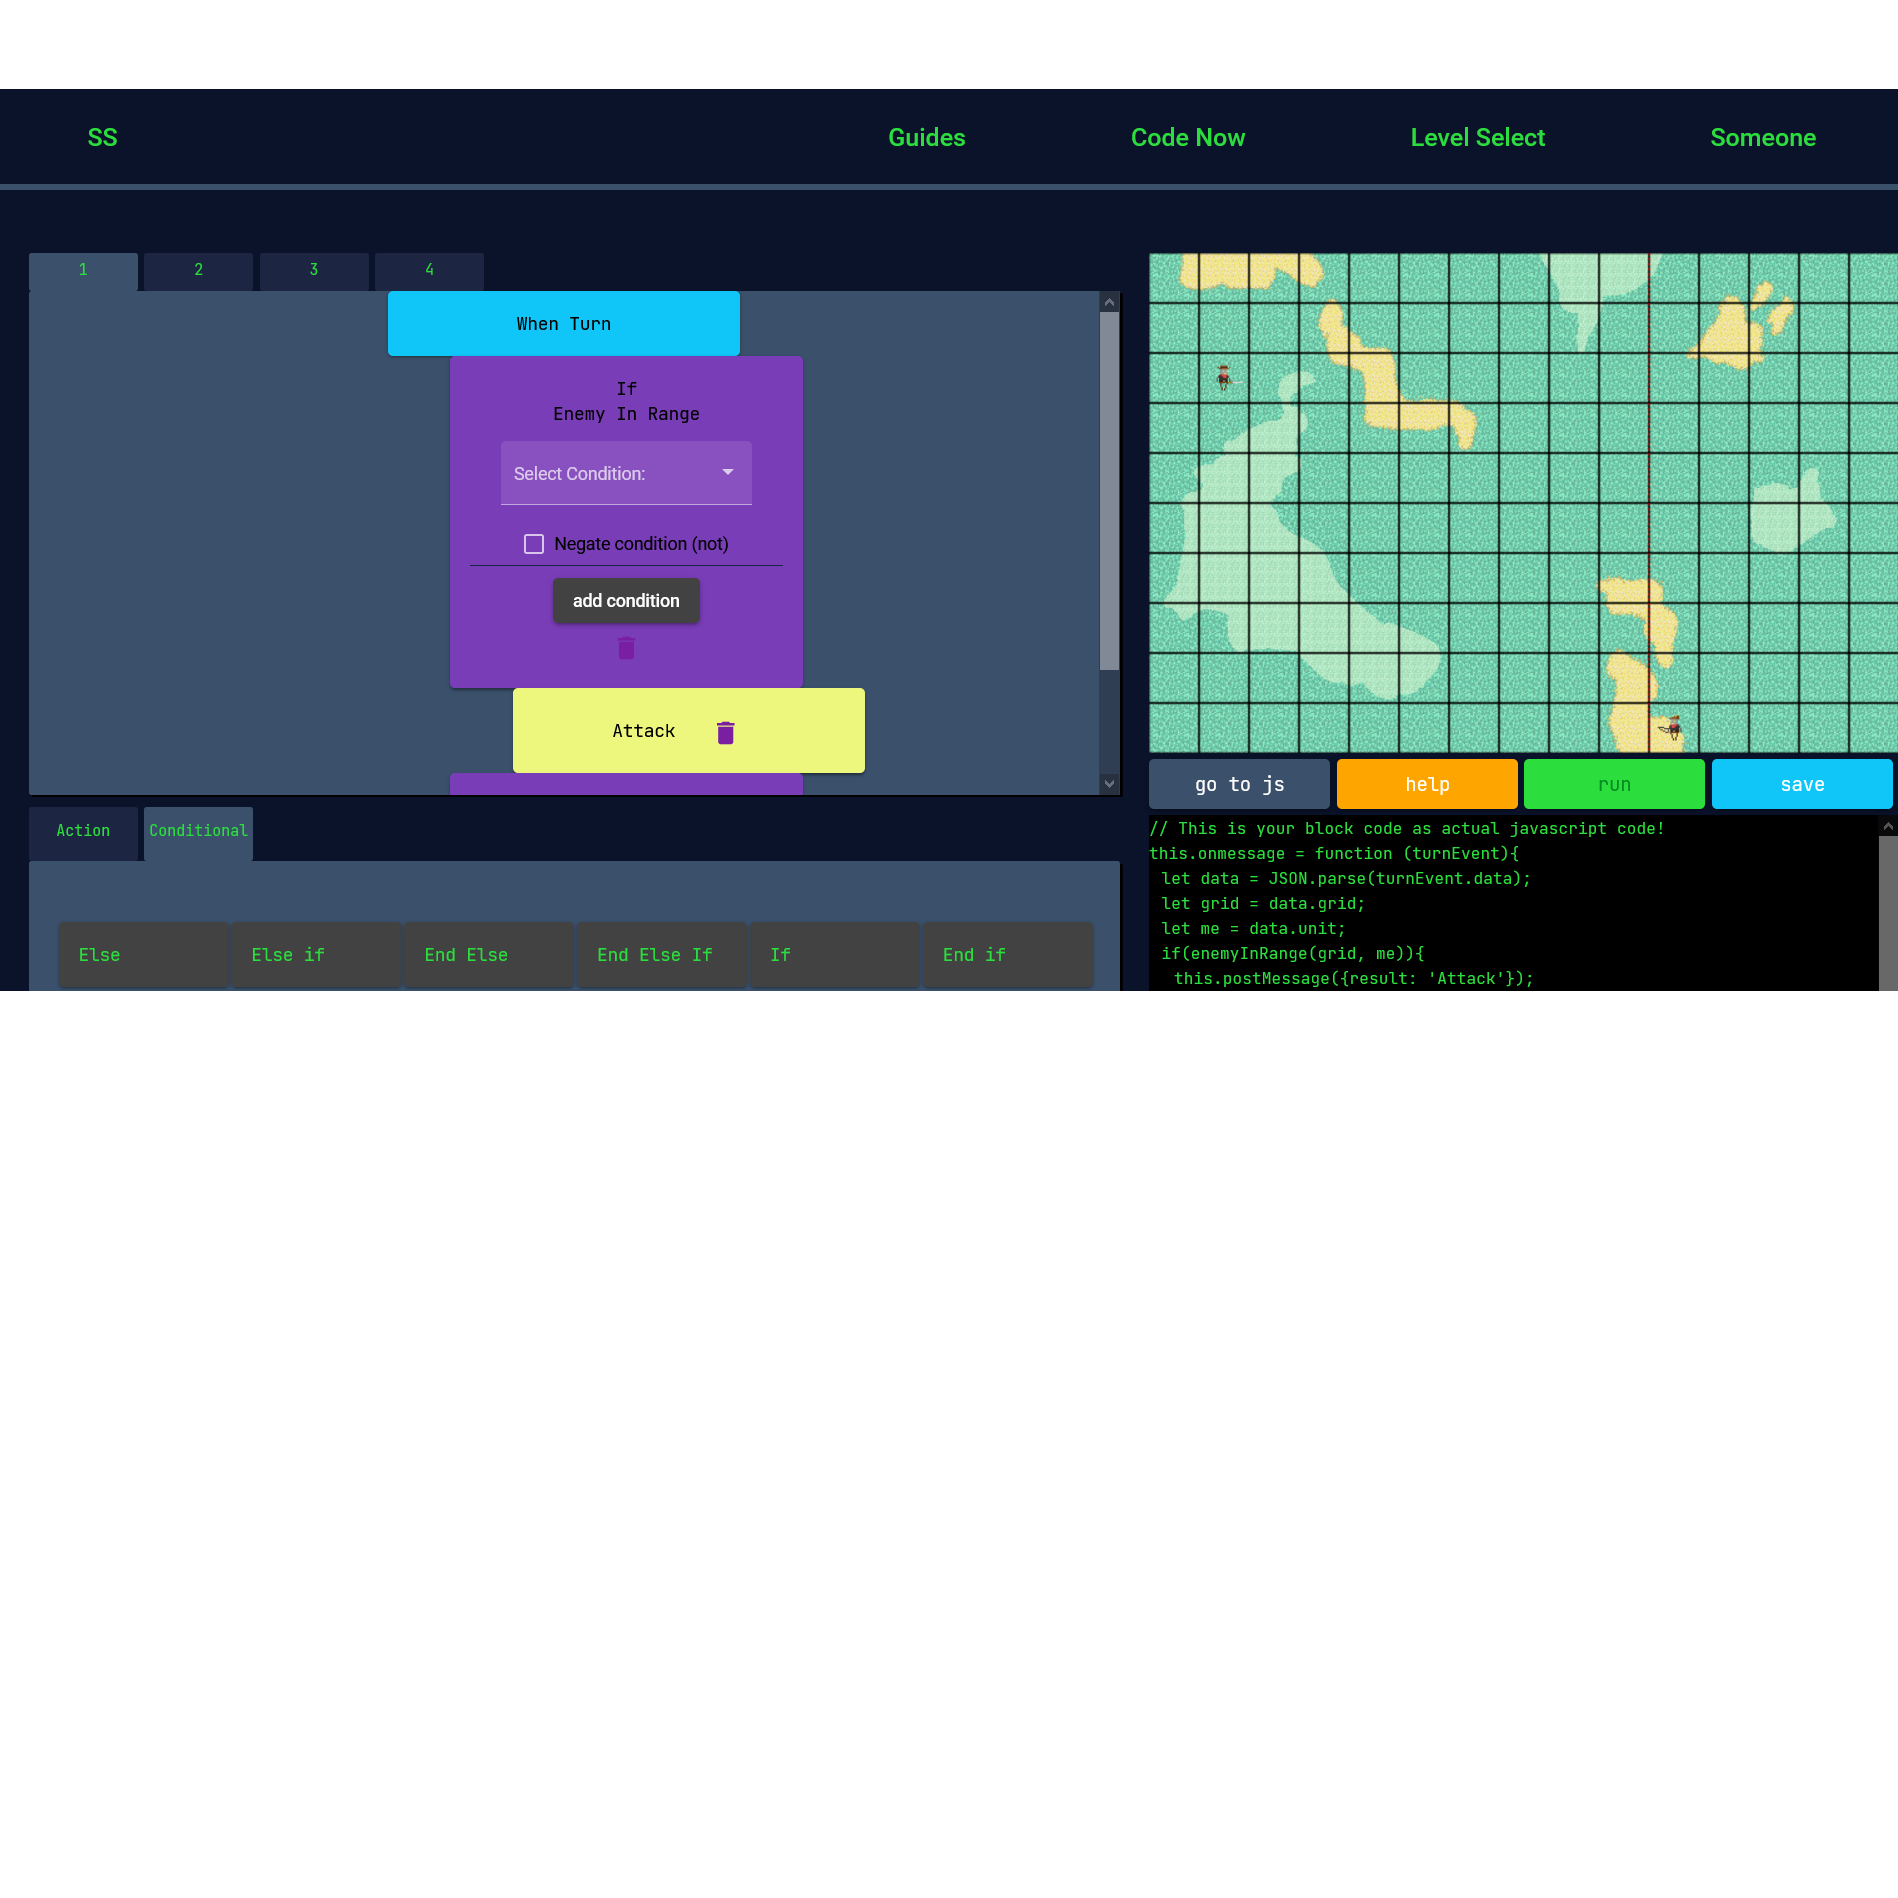 SS
Guides
Code Now
Level Select
Someone
1
2
3
4
When Turn
If
Enemy In Range
Select Condition:
Negate condition (not)
add condition
Attack
Action
Conditional
Else
Else if
End Else
End Else If
If
End if
go to js
help
run
save
// This is your block code as actual javascript code!
this.onmessage = function (turnEvent){
let data = JSON.parse(turnEvent.data);
let grid = data.grid;
let me = data.unit;
if(enemyInRange(grid, me)){
this.postMessage({result: 'Attack'});